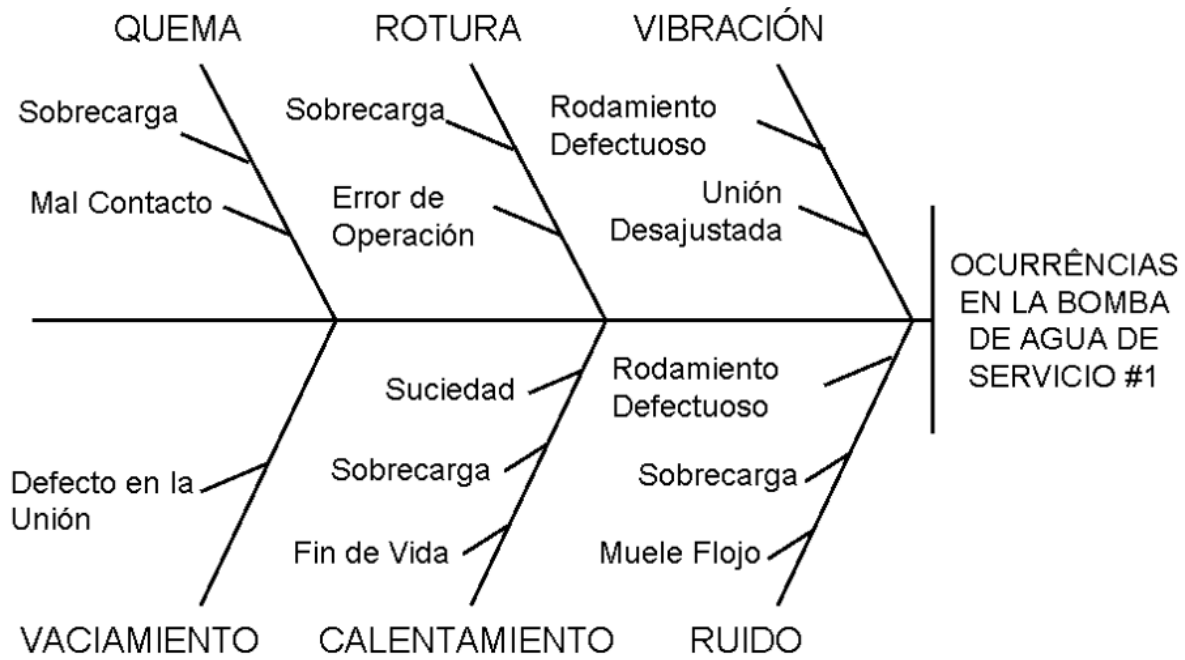 QUEMA
ROTURA
VIBRACIÓN
Sobrecarga
Mal Contacto
Sobrecarga
Error de
Operación
Rodamiento
Defectuoso
Unión
Desajustada
OCURRÊNCIAS
EN LA BOMBA
DE AGUA DE
SERVICIO #1
Defecto en la
Unión
Suciedad
Sobrecarga
Fin de Vida
Rodamiento
Defectuoso
Sobrecarga
Muele Flojo
VACIAMIENTO
CALENTAMIENTO
RUIDO